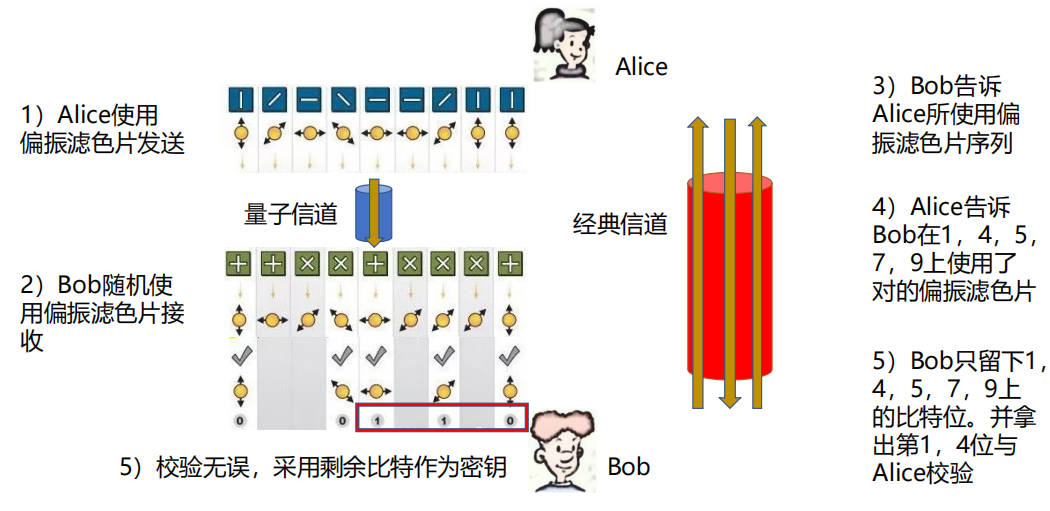 Alice
1）Alice使用
偏振滤色片发送
量子信道
2）Bob随机使
用偏振滤色片接
收
0 0 1 1 0
5）校验无误，采用剩余比特作为密钥
Bob
经典信道
3）Bob告诉
Alice所使用偏
振滤色片序列
4）Alice告诉
Bob在1，4，5，
7，9上使用了
对的偏振滤色片
5）Bob只留下1，
4，5，7，9上
的比特位。并拿
出第1，4位与
Alice校验